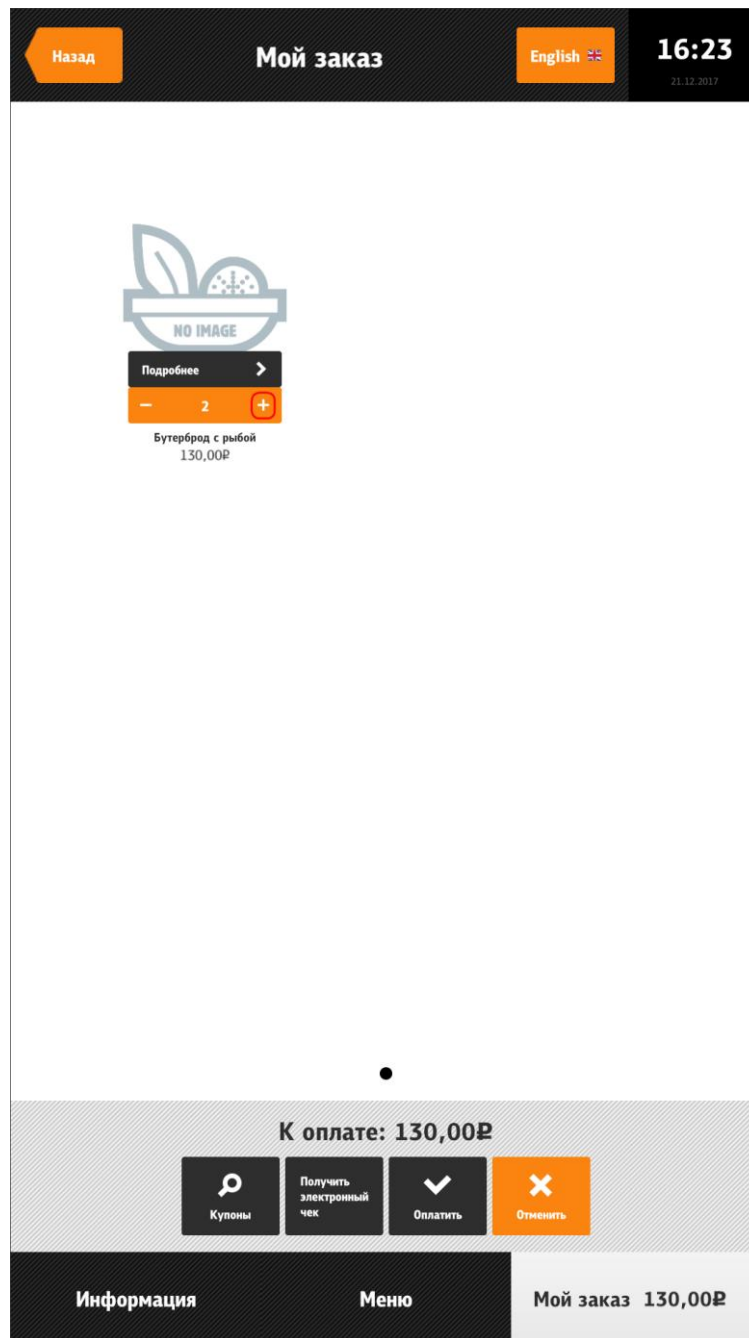 Назад
Мой заказ
English
16:23
21.12.2017
NO IMAGE
Подробнее
− 2 +
Бутерброд с рыбой
130,00₽
К оплате: 130,00₽
Купоны
Получить
электронный
чек
Оплатить
Отменить
Информация
Меню
Мой заказ 130,00₽